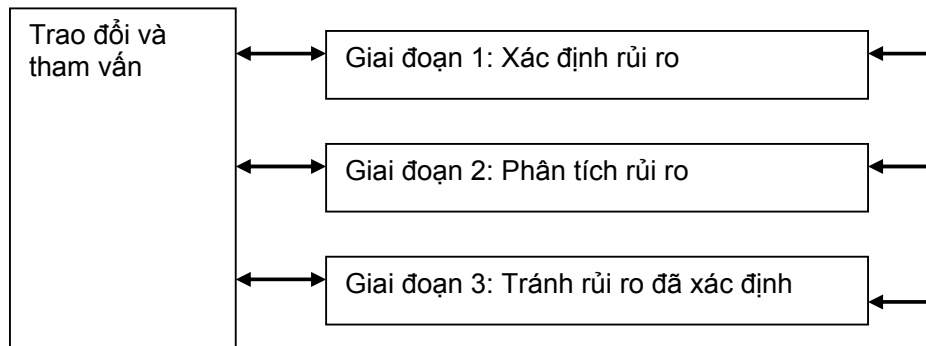 Trao đổi và
tham vấn
Giai đoạn 1: Xác định rủi ro
Giai đoạn 2: Phân tích rủi ro
Giai đoạn 3: Tránh rủi ro đã xác định